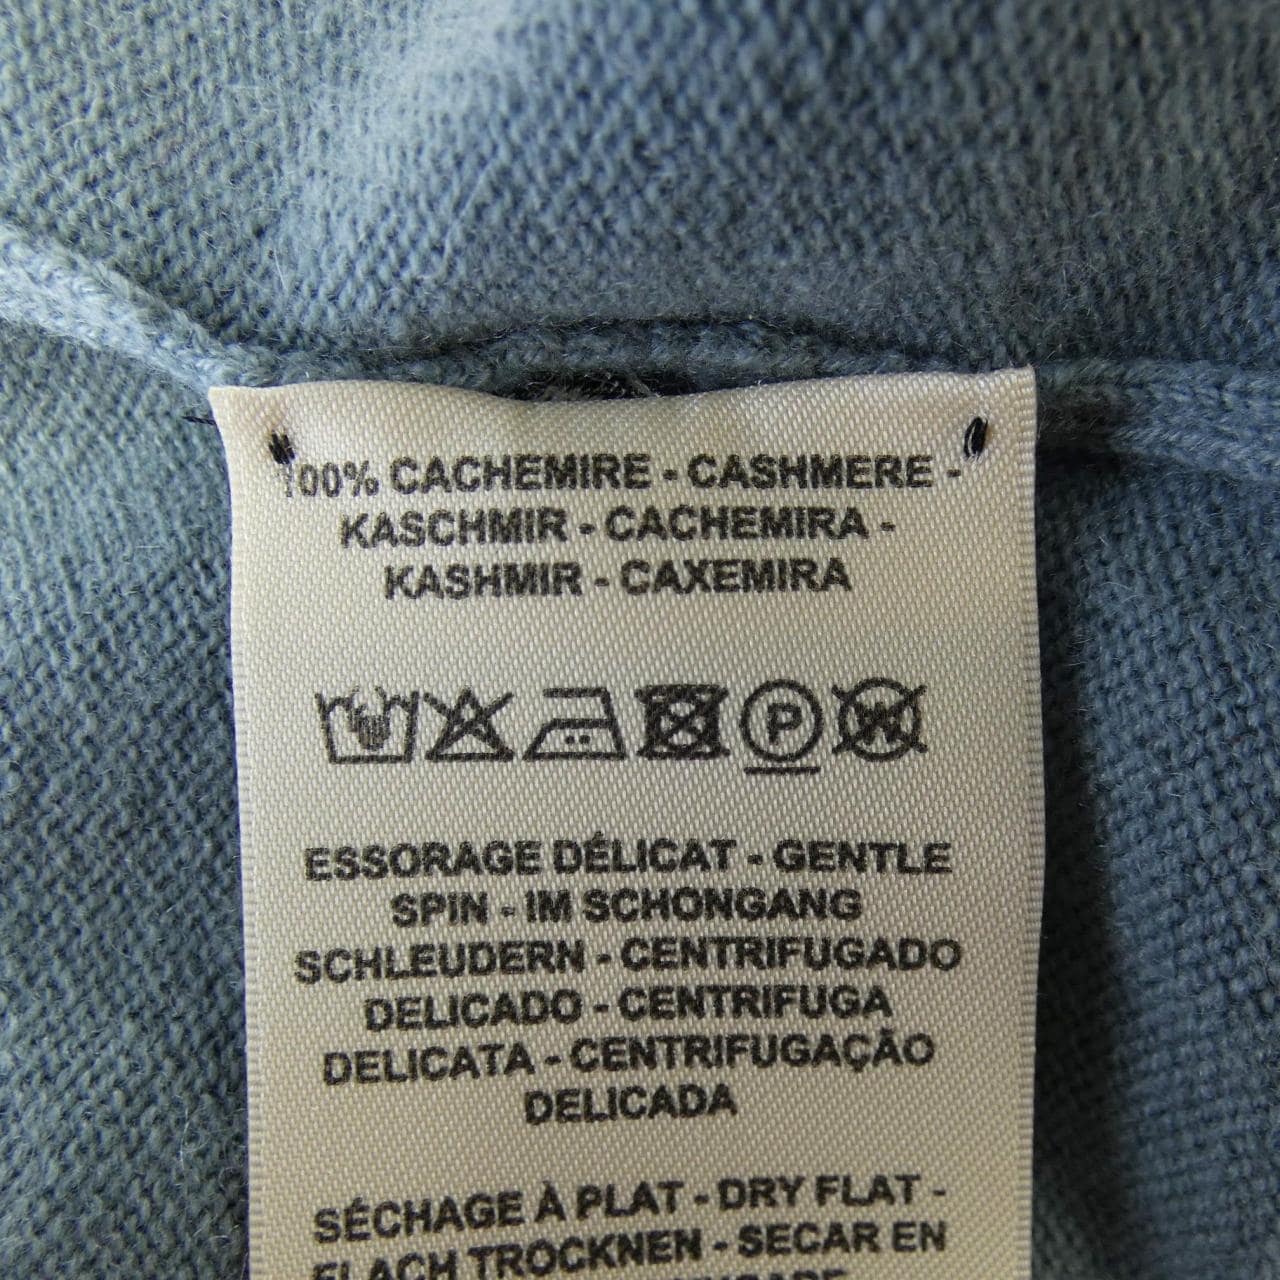 100% CACHEMIRE - CASHMERE -
KASCHMIR - CACHEMIRA -
KASHMIR - CAXEMIRA
P
W
ESSORAGE DÉLICAT - GENTLE
SPIN - IM SCHONGANG
SCHLEUDERN - CENTRIFUGADO
DELICADO - CENTRIFUGA
DELICATA - CENTRIFUGAÇÃO
DELICADA
SÉCHAGE À PLAT - DRY FLAT -
FLACH TROCKNEN - SECAR EN